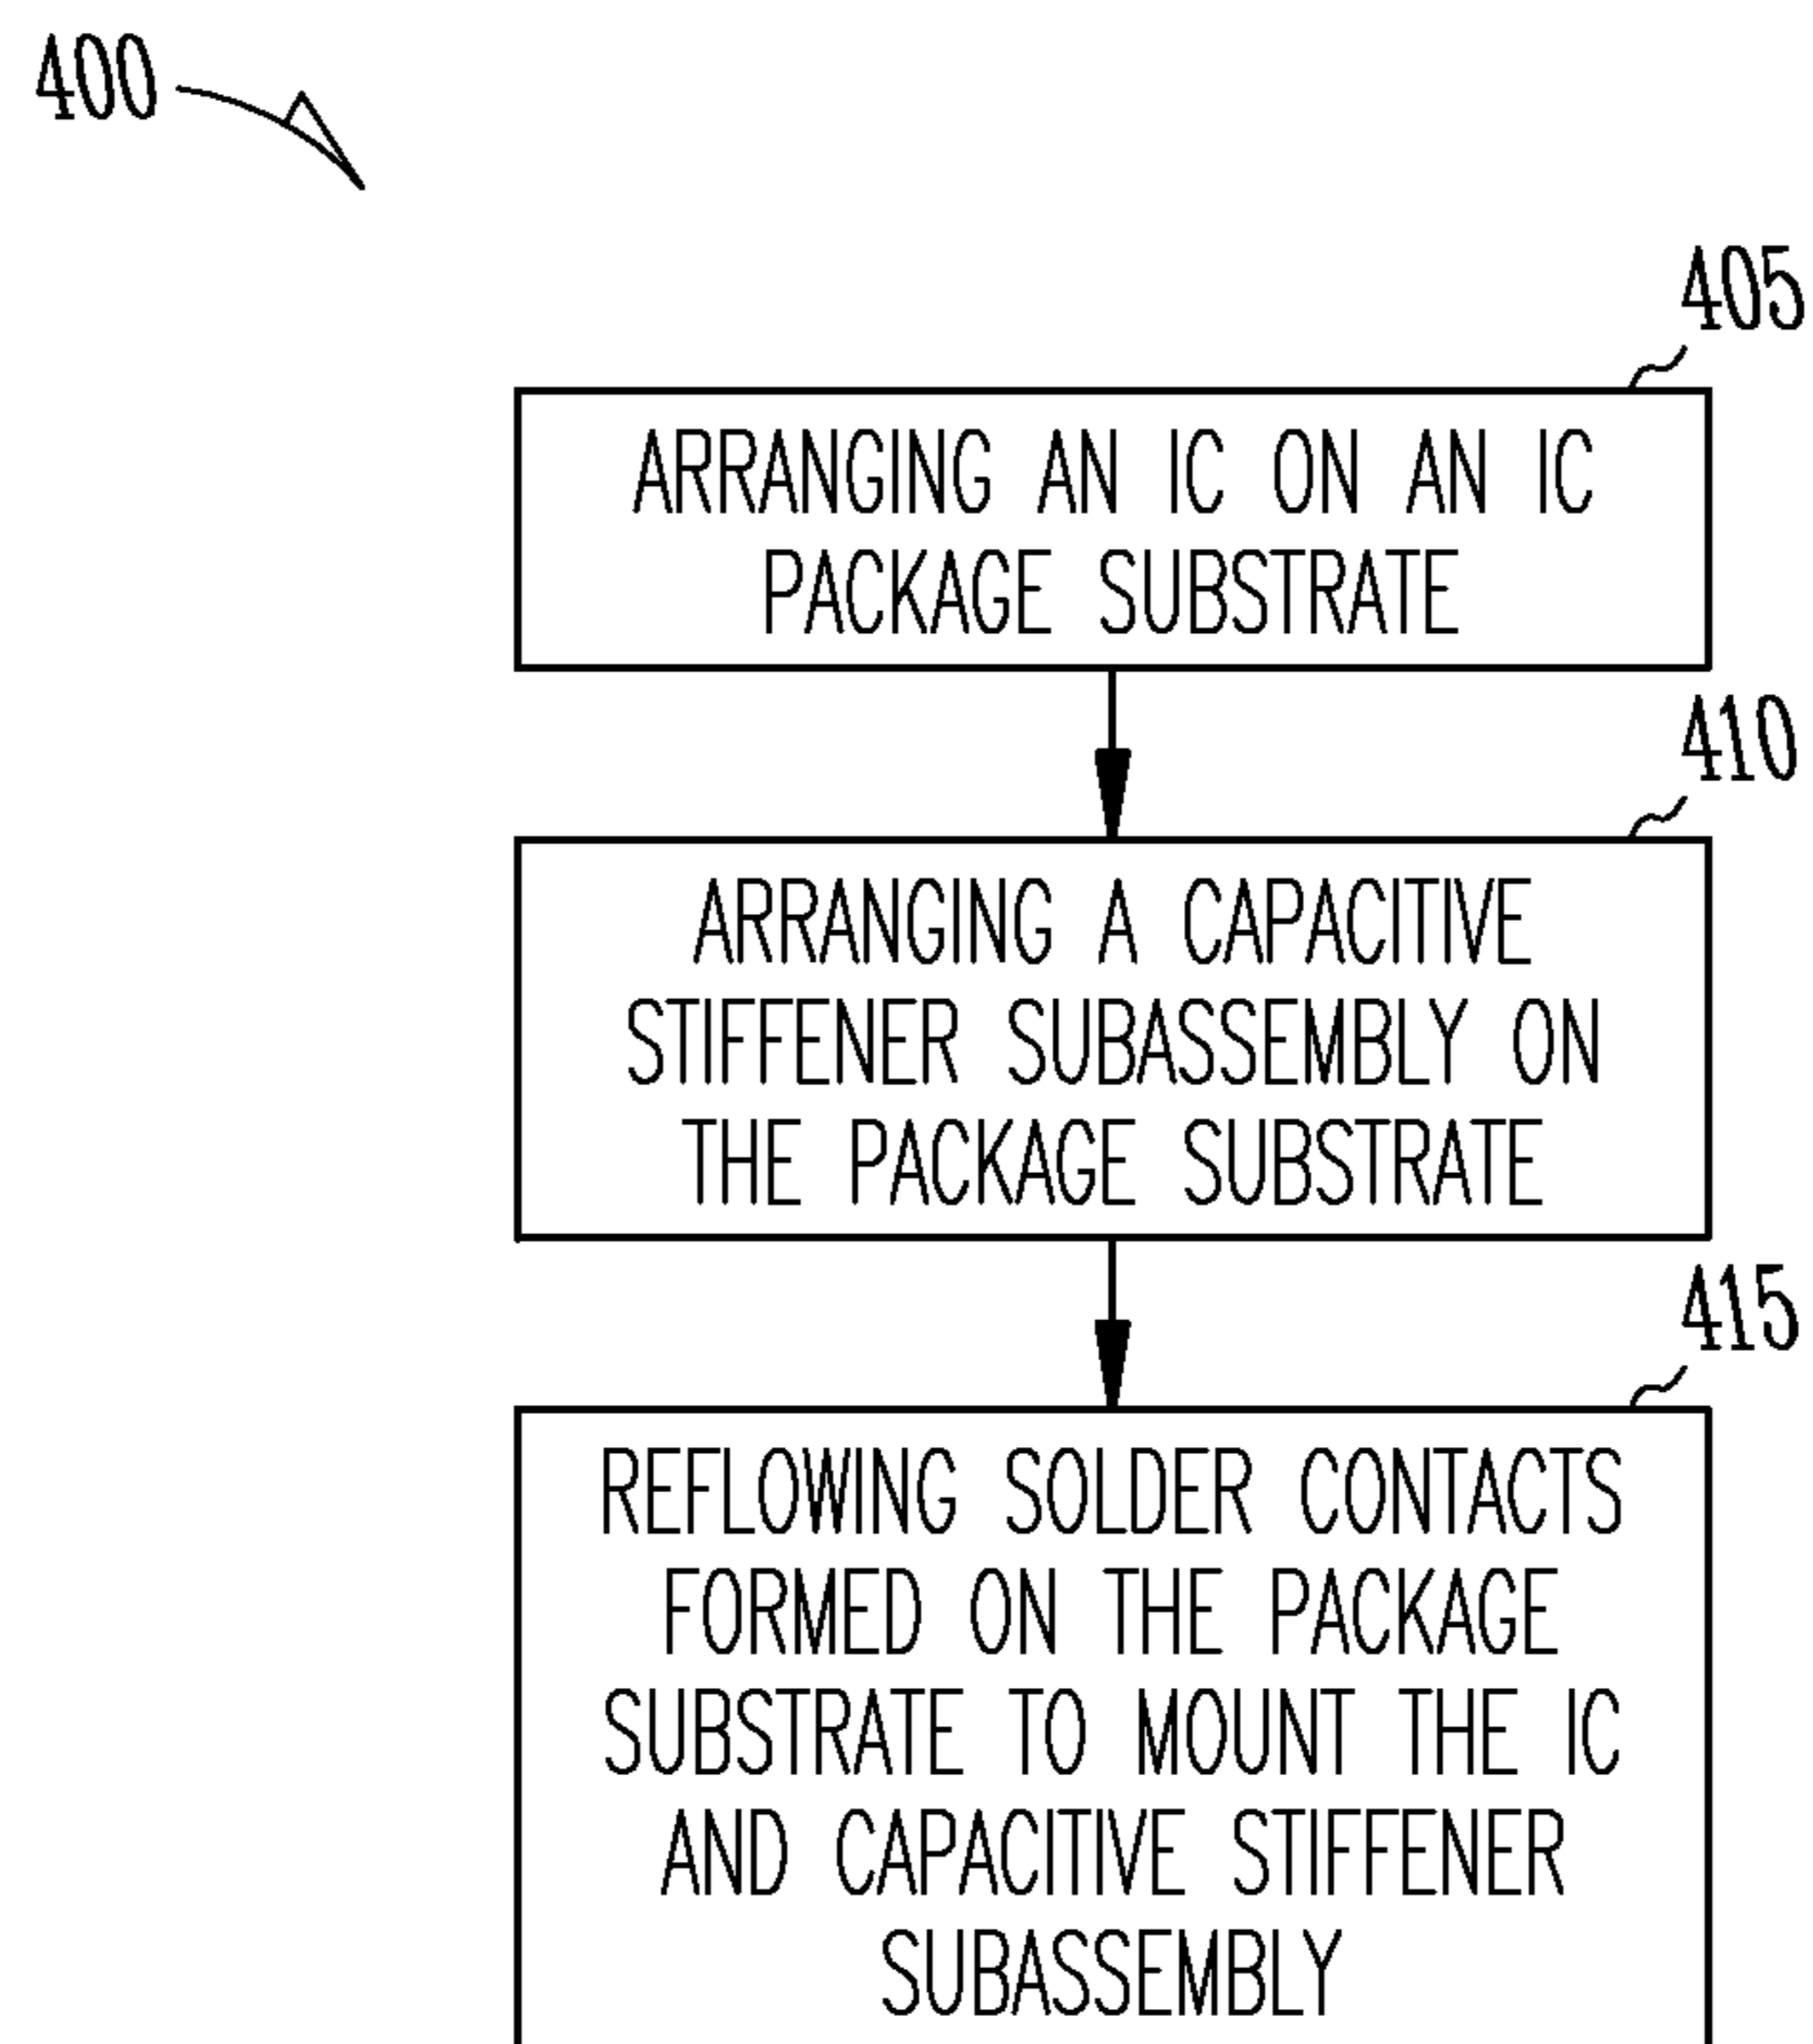 400
405
ARRANGING AN IC ON AN IC
PACKAGE SUBSTRATE
410
ARRANGING A CAPACITIVE
STIFFENER SUBASSEMBLY ON
THE PACKAGE SUBSTRATE
415
REFLOWING SOLDER CONTACTS
FORMED ON THE PACKAGE
SUBSTRATE TO MOUNT THE IC
AND CAPACITIVE STIFFENER
SUBASSEMBLY